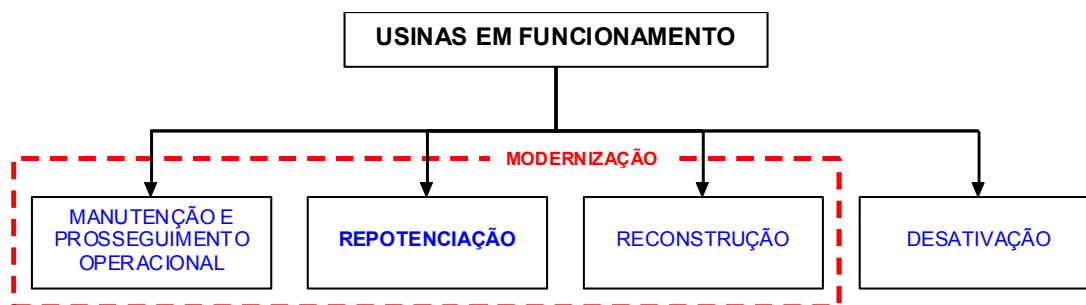 USINAS EM FUNCIONAMENTO
MODERNIZAÇÃO
MANUTENÇÃO E
PROSSEGUIMENTO
OPERACIONAL
REPOTENCIAÇÃO
RECONSTRUÇÃO
DESATIVAÇÃO